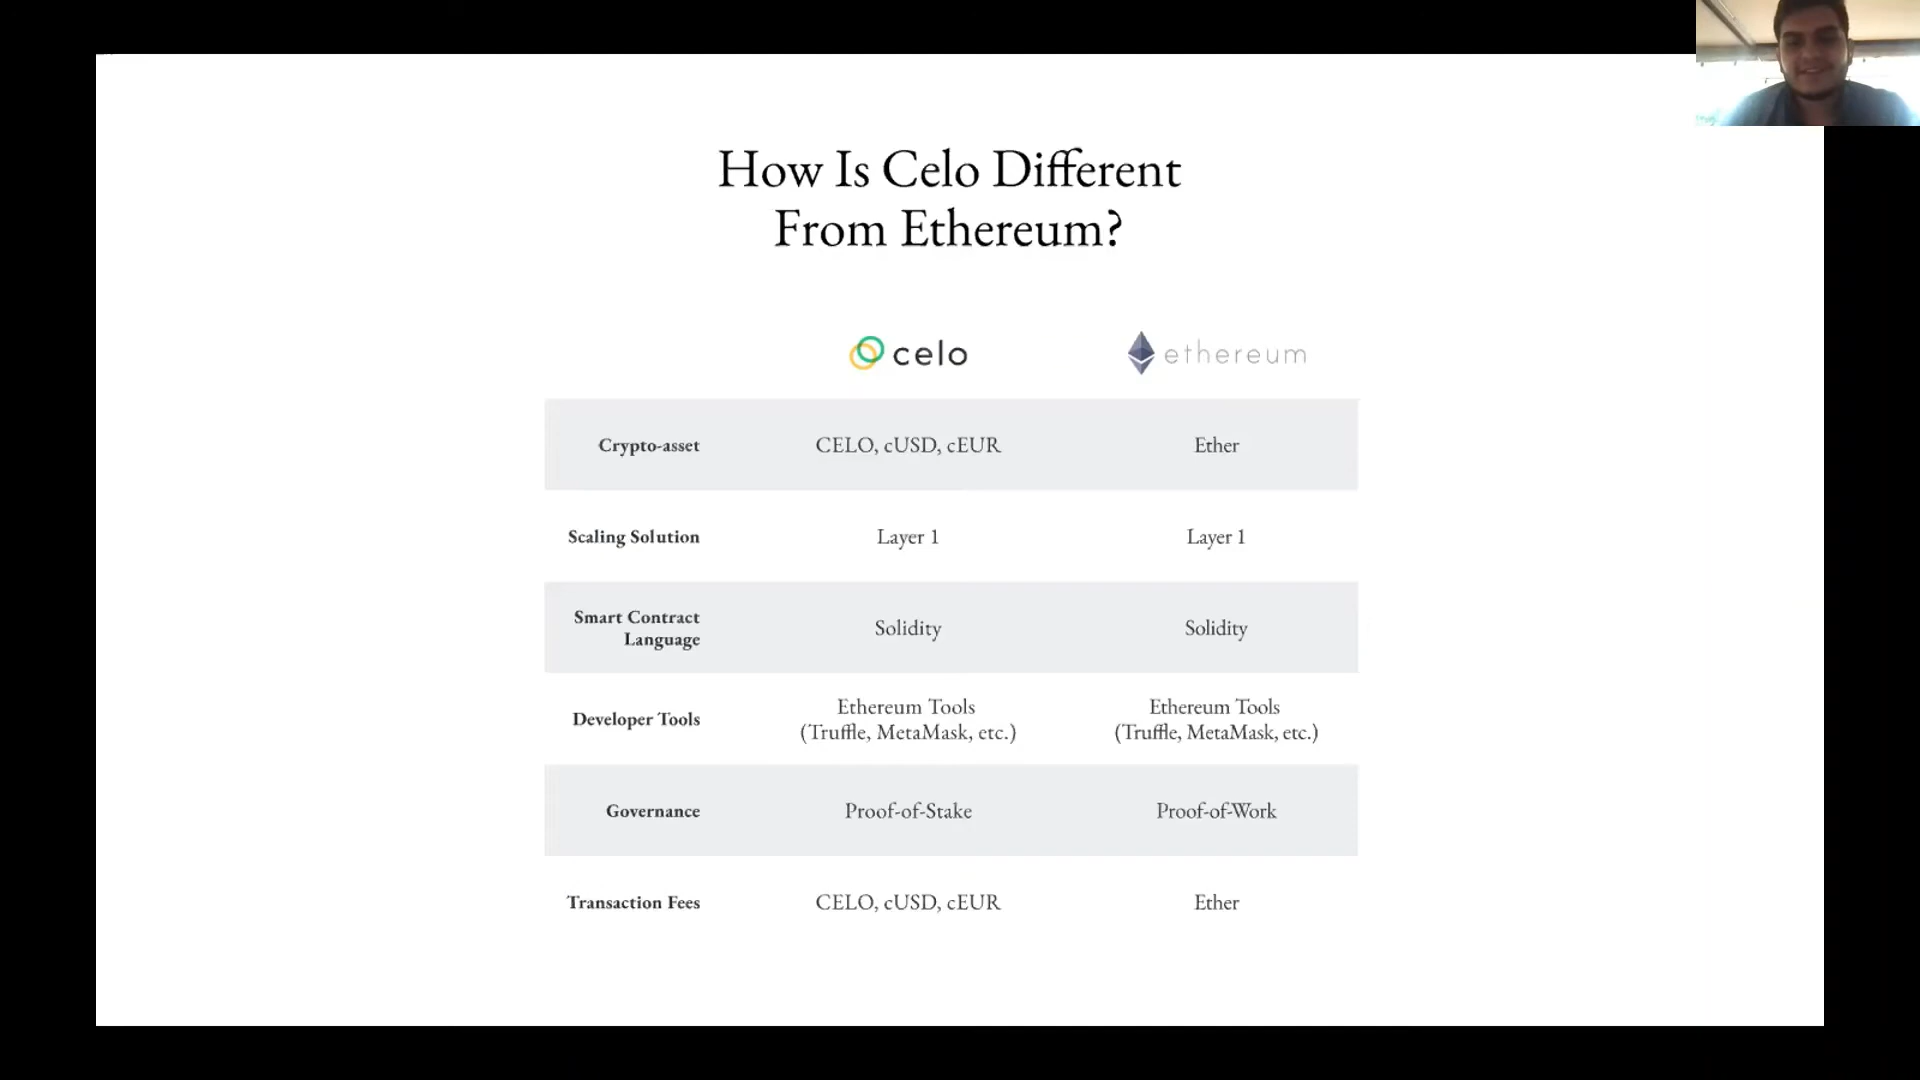 How Is Celo Different
From Ethereum?
celo ethereum
Crypto-asset CELO, cUSD, cEUR Ether
Scaling Solution Layer 1 Layer 1
Smart Contract
Language Solidity Solidity
Developer Tools Ethereum Tools
(Truffle, MetaMask, etc.) Ethereum Tools
(Truffle, MetaMask, etc.)
Governance Proof-of-Stake Proof-of-Work
Transaction Fees CELO, cUSD, cEUR Ether